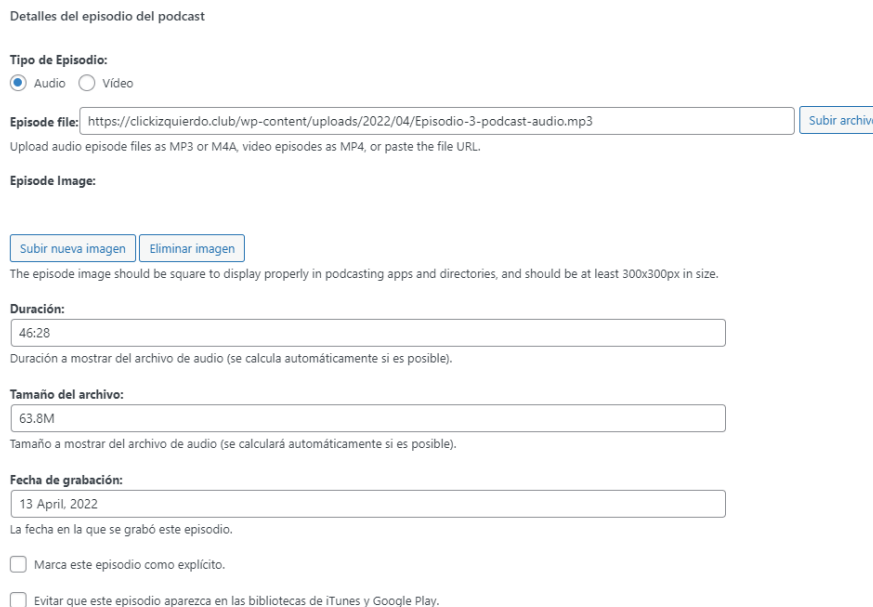 Detalles del episodio del podcast
Tipo de Episodio:
Audio Vídeo
Episode file: https://clickizquierdo.club/wp-content/uploads/2022/04/Episodio-3-podcast-audio.mp3 Subir archivo
Upload audio episode files as MP3 or M4A, video episodes as MP4, or paste the file URL.
Episode Image:
Subir nueva imagen Eliminar imagen
The episode image should be square to display properly in podcasting apps and directories, and should be at least 300x300px in size.
Duración:
46:28
Duración a mostrar del archivo de audio (se calcula automáticamente si es posible).
Tamaño del archivo:
63.8M
Tamaño a mostrar del archivo de audio (se calculará automáticamente si es posible).
Fecha de grabación:
13 April, 2022
La fecha en la que se grabó este episodio.
Marca este episodio como explícito.
Evitar que este episodio aparezca en las bibliotecas de iTunes y Google Play.